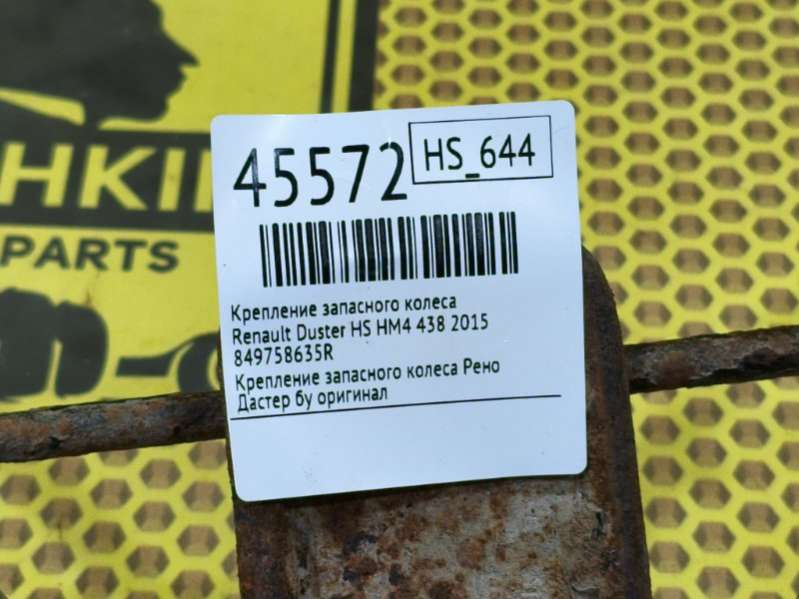 HKIN
PARTS
45572
HS_644
Крепление запасного колеса
Renault Duster HS HM4 438 2015
849758635R
Крепление запасного колеса Рено
Дастер бу оригинал